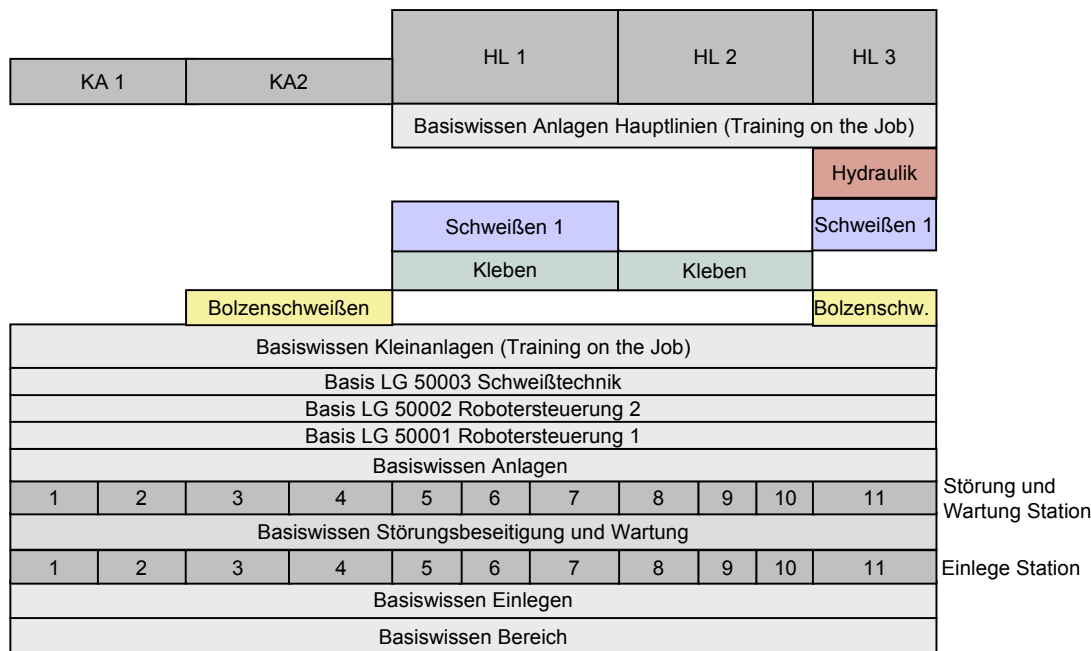 HL 1 HL 2 HL 3
KA 1 KA2
Basiswissen Anlagen Hauptlinien (Training on the Job)
Hydraulik
Schweißen 1 Schweißen 1
Kleben Kleben
Bolzenschweißen Bolzenschw.
Basiswissen Kleinanlagen (Training on the Job)
Basis LG 50003 Schweißtechnik
Basis LG 50002 Robotersteuerung 2
Basis LG 50001 Robotersteuerung 1
Basiswissen Anlagen
1 2 3 4 5 6 7 8 9 10 11
Störung und
Wartung Station
Basiswissen Störungsbeseitigung und Wartung
1 2 3 4 5 6 7 8 9 10 11 Einlege Station
Basiswissen Einlegen
Basiswissen Bereich